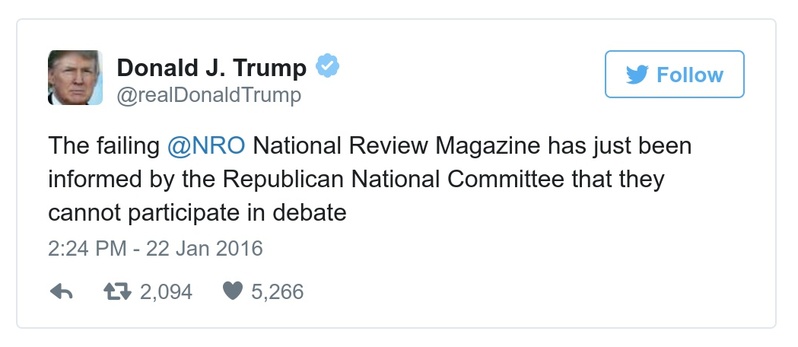 Donald J. Trump
@realDonaldTrump
Follow
The failing @NRO National Review Magazine has just been
informed by the Republican National Committee that they
cannot participate in debate
2:24 PM - 22 Jan 2016
2,094 5,266